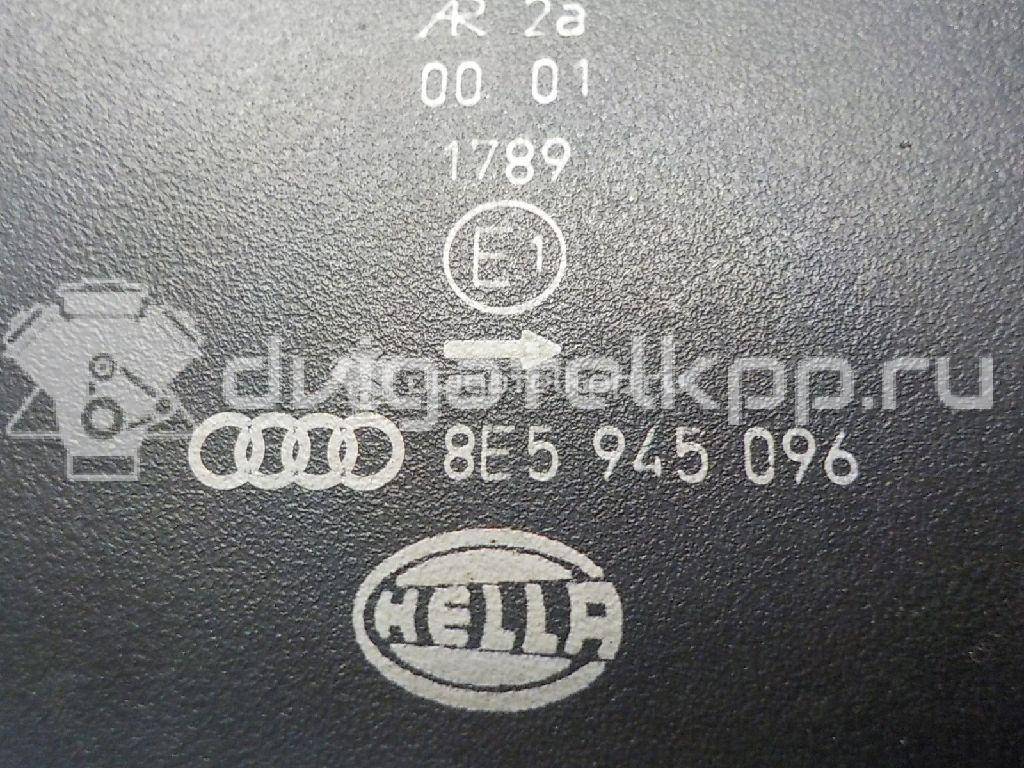 AR 2a
00 01
1789
E1
dvigatelkpp.ru
8E5 945 096
HELLA